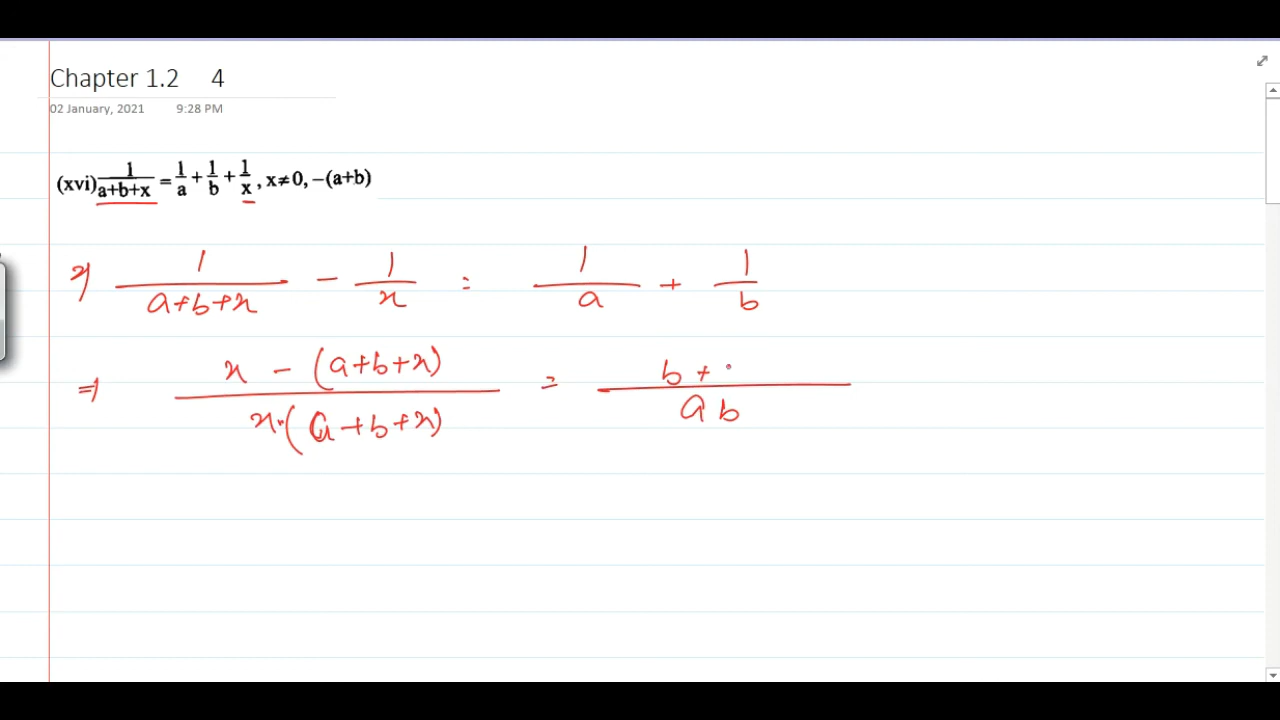 Chapter 1.2 4
02 January, 2021 9:28 PM
(xvi) 1/(a+b+x) = 1/a + 1/b + 1/x , x≠0, −(a+b)
⇒ 1/(a+b+x) − 1/x = 1/a + 1/b
⇒ (x − (a+b+x))/(x·(a+b+x)) = (b +)/(ab)